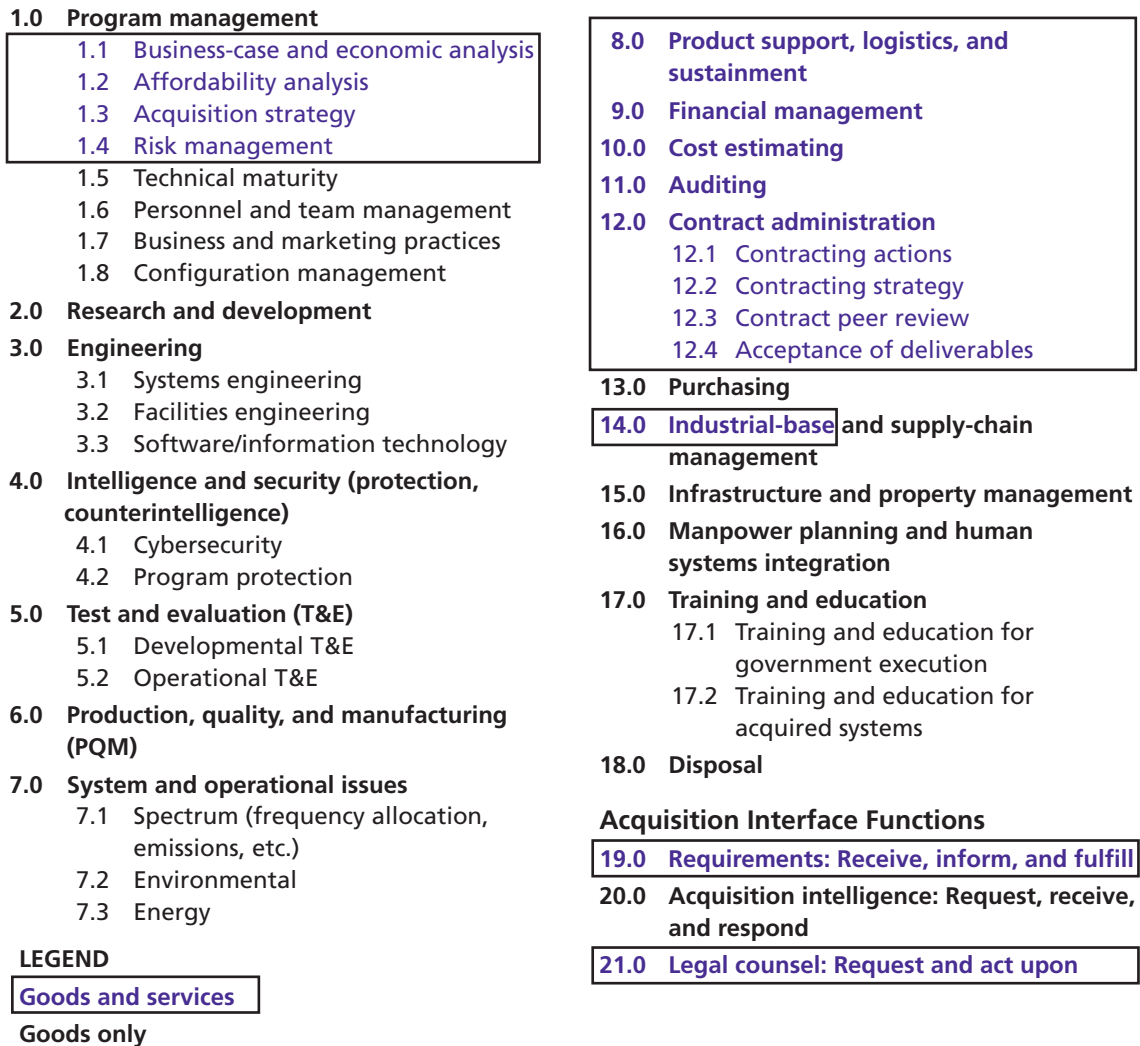 1.0 Program management
1.1 Business-case and economic analysis
1.2 Affordability analysis
1.3 Acquisition strategy
1.4 Risk management
1.5 Technical maturity
1.6 Personnel and team management
1.7 Business and marketing practices
1.8 Configuration management
2.0 Research and development
3.0 Engineering
3.1 Systems engineering
3.2 Facilities engineering
3.3 Software/information technology
4.0 Intelligence and security (protection,
counterintelligence)
4.1 Cybersecurity
4.2 Program protection
5.0 Test and evaluation (T&E)
5.1 Developmental T&E
5.2 Operational T&E
6.0 Production, quality, and manufacturing
(PQM)
7.0 System and operational issues
7.1 Spectrum (frequency allocation,
emissions, etc.)
7.2 Environmental
7.3 Energy
LEGEND
Goods and services
Goods only
8.0 Product support, logistics, and
sustainment
9.0 Financial management
10.0 Cost estimating
11.0 Auditing
12.0 Contract administration
12.1 Contracting actions
12.2 Contracting strategy
12.3 Contract peer review
12.4 Acceptance of deliverables
13.0 Purchasing
14.0 Industrial-base and supply-chain
management
15.0 Infrastructure and property management
16.0 Manpower planning and human
systems integration
17.0 Training and education
17.1 Training and education for
government execution
17.2 Training and education for
acquired systems
18.0 Disposal
Acquisition Interface Functions
19.0 Requirements: Receive, inform, and fulfill
20.0 Acquisition intelligence: Request, receive,
and respond
21.0 Legal counsel: Request and act upon